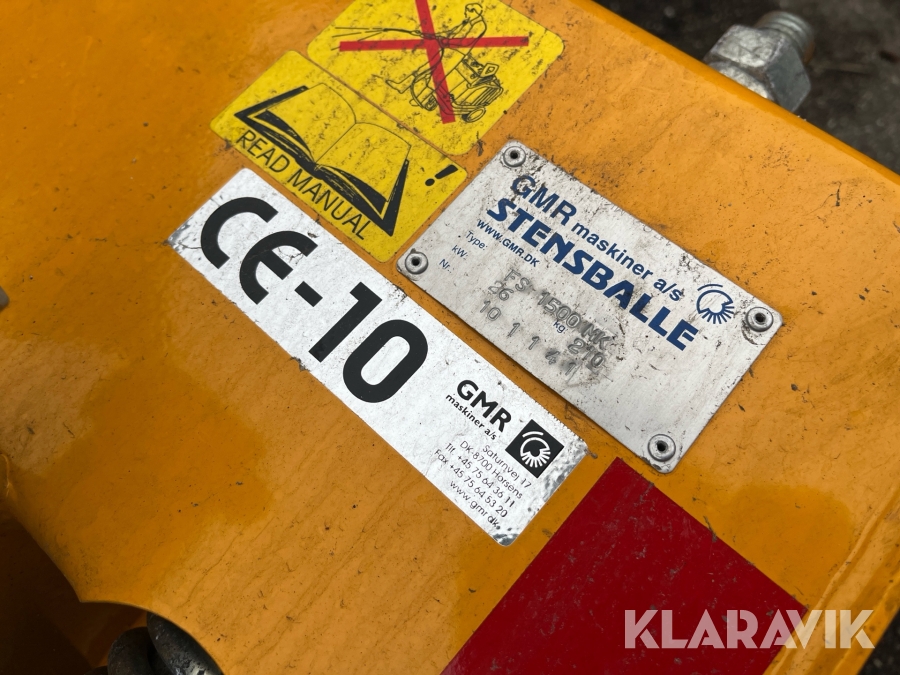 READ MANUAL !
CE-10
GMR
maskiner a/s
Saturnvej 17
DK-8700 Horsens
Tlf. +45 75 64 36 11
Fax +45 75 64 53 20
www.gmr.dk
GMR maskiner a/s
STENSBALLE
www.GMR.DK
Type: FS 1500 MK
kW: 26 kg: 210
Nr. 10 1 1 4 1
KLARAVIK